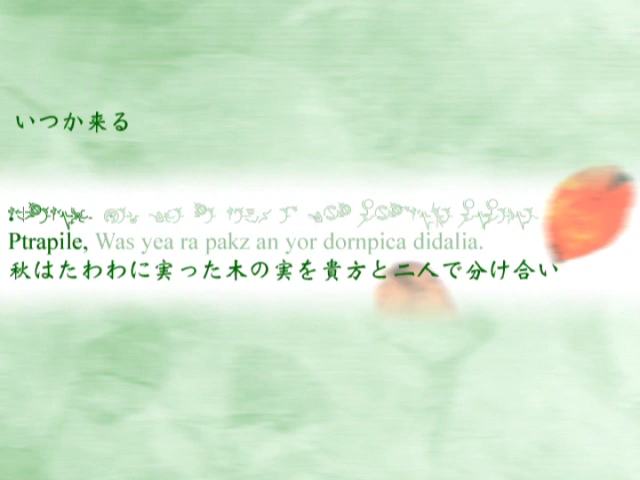 いつか来る
Ptrapile, Was yea ra pakz an yor dornpica didalia.
秋はたわわに実った木の実を貴方と二人で分け合い